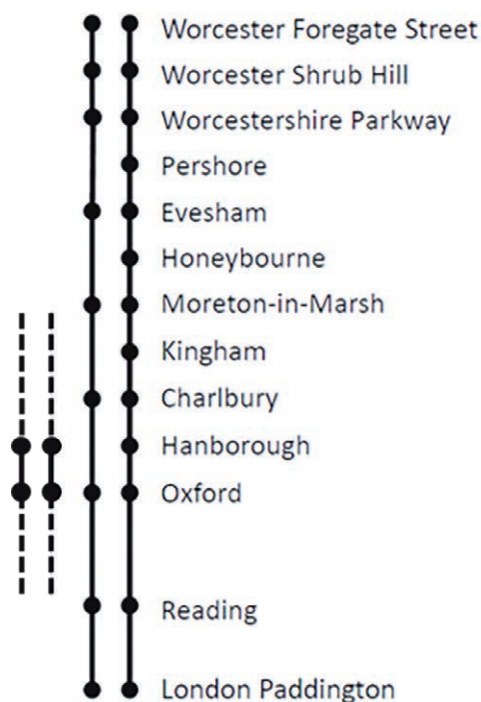 Worcester Foregate Street
Worcester Shrub Hill
Worcestershire Parkway
Pershore
Evesham
Honeybourne
Moreton-in-Marsh
Kingham
Charlbury
Hanborough
Oxford
Reading
London Paddington